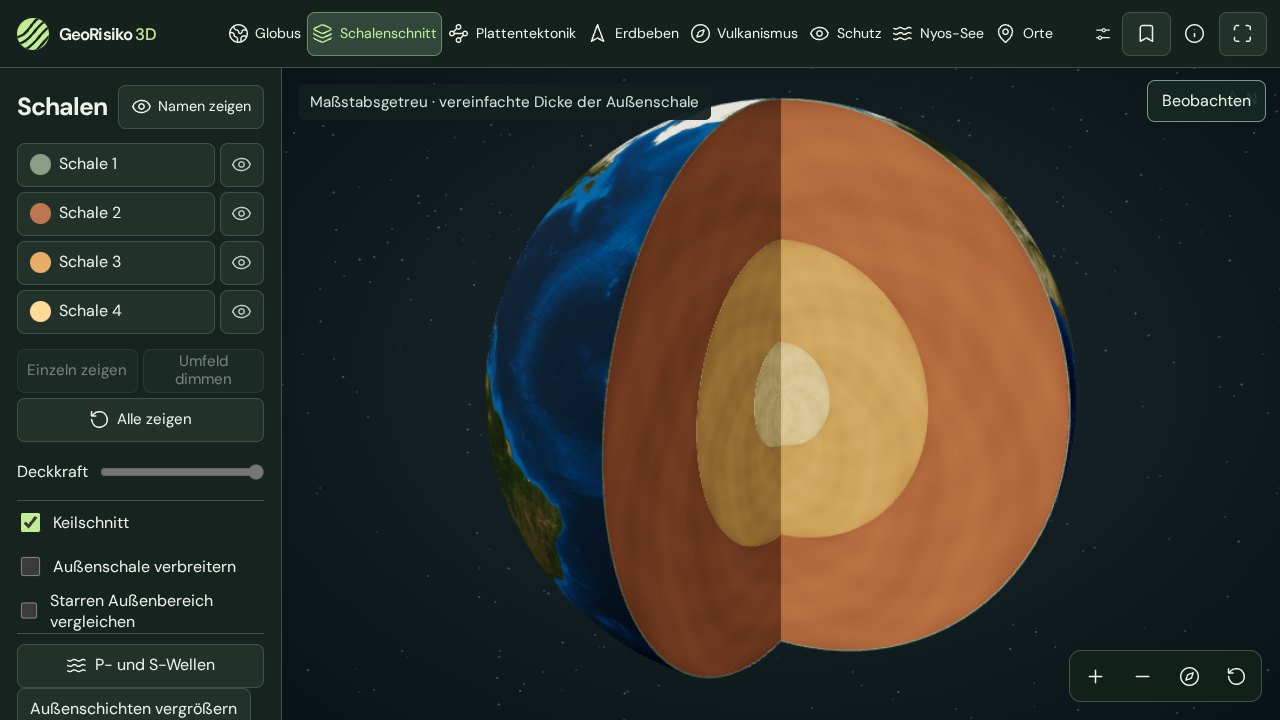 GeoRisiko 3D
Globus
Schalenschnitt
Plattentektonik
Erdbeben
Vulkanismus
Schutz
Nyos-See
Orte
Schalen
Namen zeigen
Schale 1
Schale 2
Schale 3
Schale 4
Einzeln zeigen
Umfeld
dimmen
Alle zeigen
Deckkraft
Keilschnitt
Außenschale verbreitern
Starren Außenbereich
vergleichen
P- und S-Wellen
Außenschichten vergrößern
Maßstabsgetreu · vereinfachte Dicke der Außenschale
Beobachten